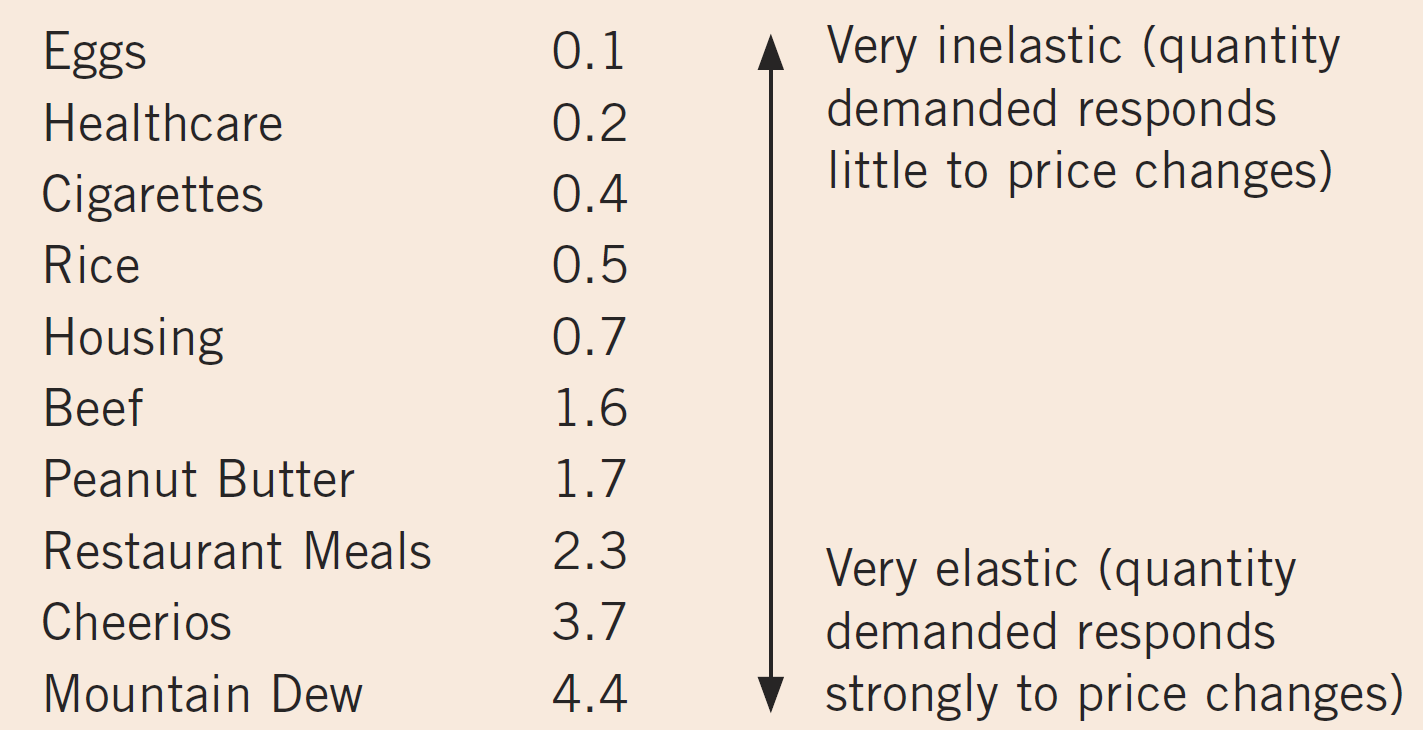 Eggs 0.1
Healthcare 0.2
Cigarettes 0.4
Rice 0.5
Housing 0.7
Beef 1.6
Peanut Butter 1.7
Restaurant Meals 2.3
Cheerios 3.7
Mountain Dew 4.4
Very inelastic (quantity
demanded responds
little to price changes)
Very elastic (quantity
demanded responds
strongly to price changes)